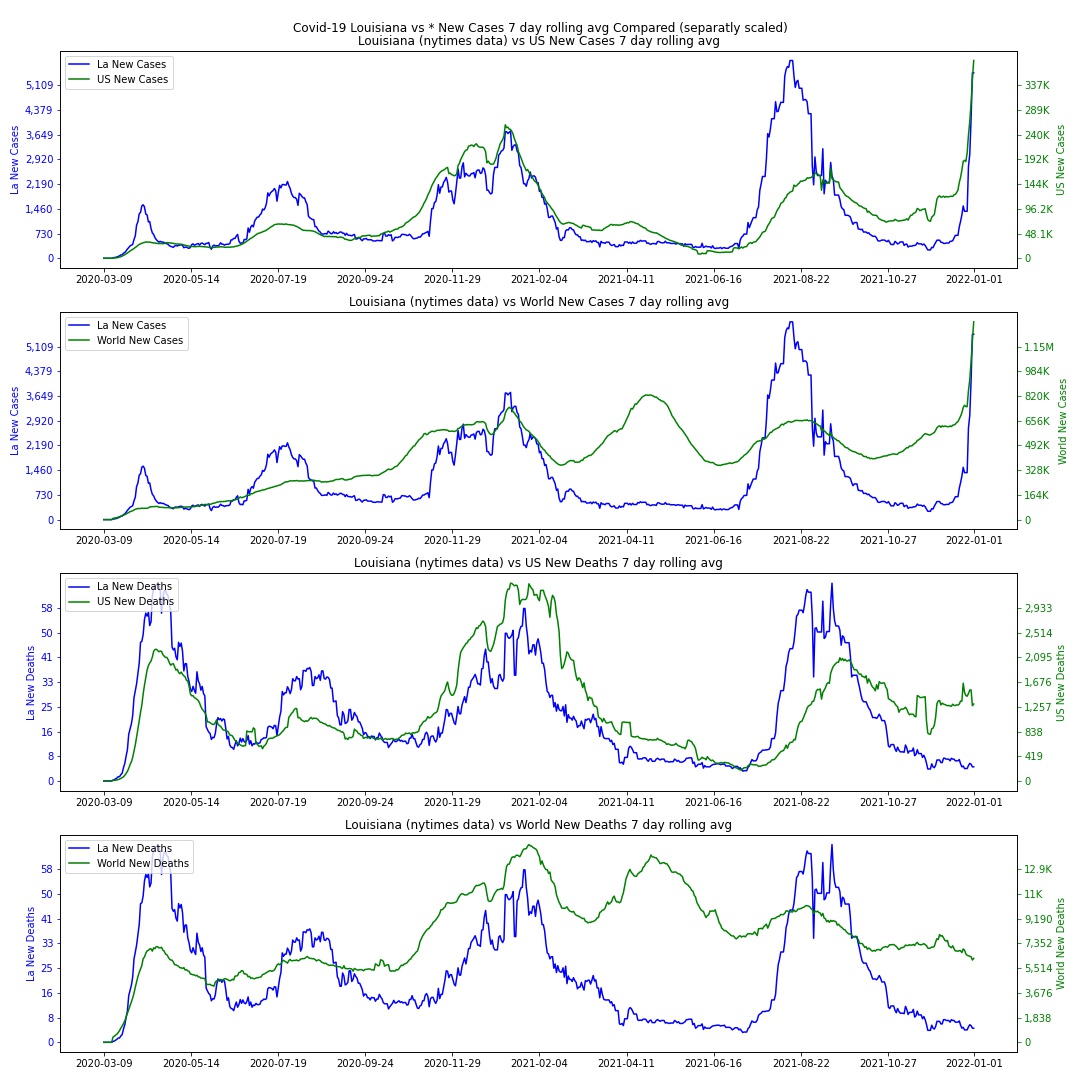 Covid-19 Louisiana vs * New Cases 7 day rolling avg Compared (separatly scaled)
Louisiana (nytimes data) vs US New Cases 7 day rolling avg
La New Cases
US New Cases
La New Cases
5,109
4,379
3,649
2,920
2,190
1,460
730
0
337K
289K
240K
192K
144K
96.2K
48.1K
0
US New Cases
2020-03-09 2020-05-14 2020-07-19 2020-09-24 2020-11-29 2021-02-04 2021-04-11 2021-06-16 2021-08-22 2021-10-27 2022-01-01
Louisiana (nytimes data) vs World New Cases 7 day rolling avg
La New Cases
World New Cases
La New Cases
5,109
4,379
3,649
2,920
2,190
1,460
730
0
1.15M
984K
820K
656K
492K
328K
164K
0
World New Cases
2020-03-09 2020-05-14 2020-07-19 2020-09-24 2020-11-29 2021-02-04 2021-04-11 2021-06-16 2021-08-22 2021-10-27 2022-01-01
Louisiana (nytimes data) vs US New Deaths 7 day rolling avg
La New Deaths
US New Deaths
La New Deaths
58
50
41
33
25
16
8
0
2,933
2,514
2,095
1,676
1,257
838
419
0
US New Deaths
2020-03-09 2020-05-14 2020-07-19 2020-09-24 2020-11-29 2021-02-04 2021-04-11 2021-06-16 2021-08-22 2021-10-27 2022-01-01
Louisiana (nytimes data) vs World New Deaths 7 day rolling avg
La New Deaths
World New Deaths
La New Deaths
58
50
41
33
25
16
8
0
12.9K
11K
9,190
7,352
5,514
3,676
1,838
0
World New Deaths
2020-03-09 2020-05-14 2020-07-19 2020-09-24 2020-11-29 2021-02-04 2021-04-11 2021-06-16 2021-08-22 2021-10-27 2022-01-01